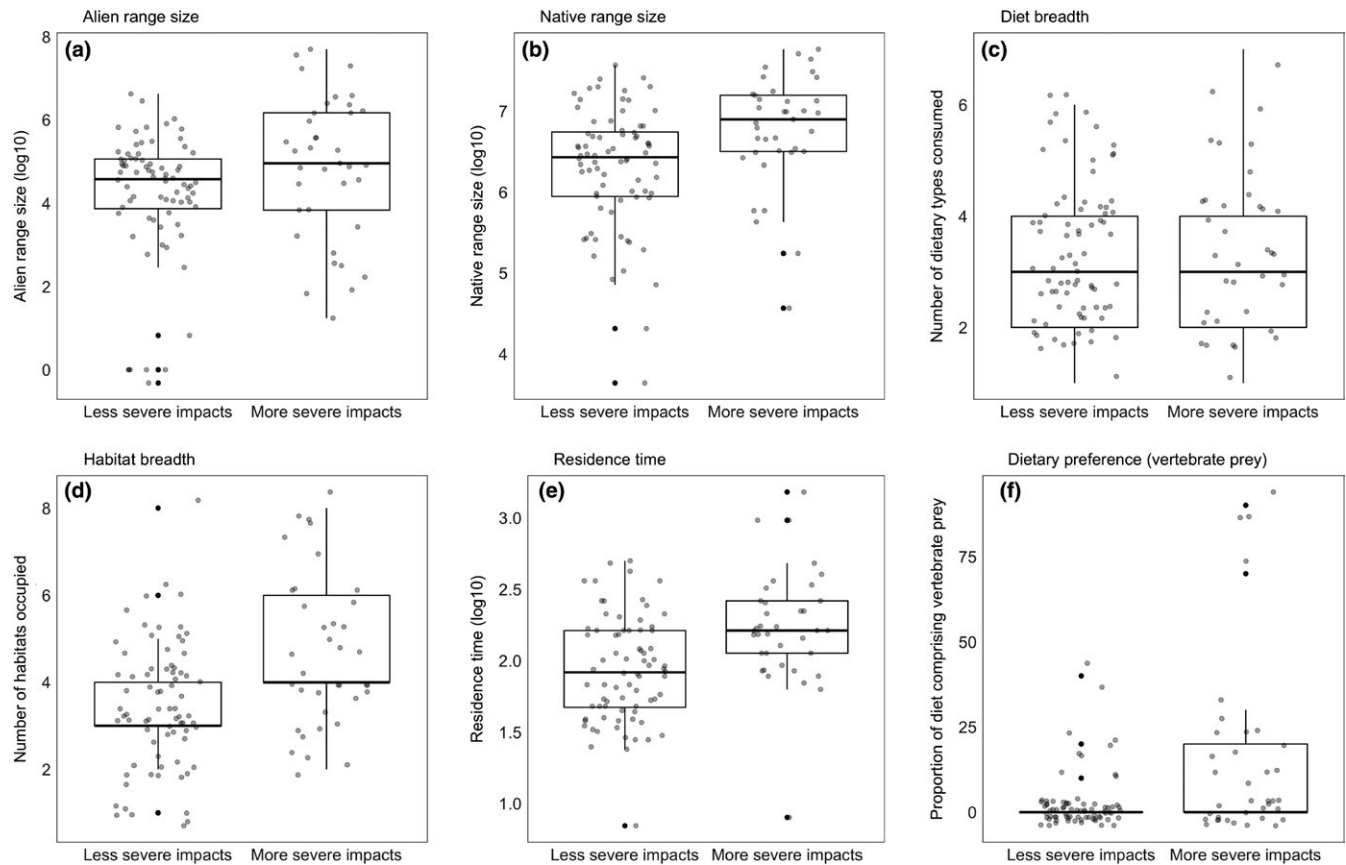 Alien range size
(a)
Alien range size (log10)
8
6
4
2
0
Less severe impacts More severe impacts
Native range size
(b)
Native range size (log10)
7
6
5
4
Less severe impacts More severe impacts
Diet breadth
(c)
Number of dietary types consumed
6
4
2
Less severe impacts More severe impacts
Habitat breadth
(d)
Number of habitats occupied
8
6
4
2
Less severe impacts More severe impacts
Residence time
(e)
Residence time (log10)
3.0
2.5
2.0
1.5
1.0
Less severe impacts More severe impacts
Dietary preference (vertebrate prey)
(f)
Proportion of diet comprising vertebrate prey
75
50
25
0
Less severe impacts More severe impacts